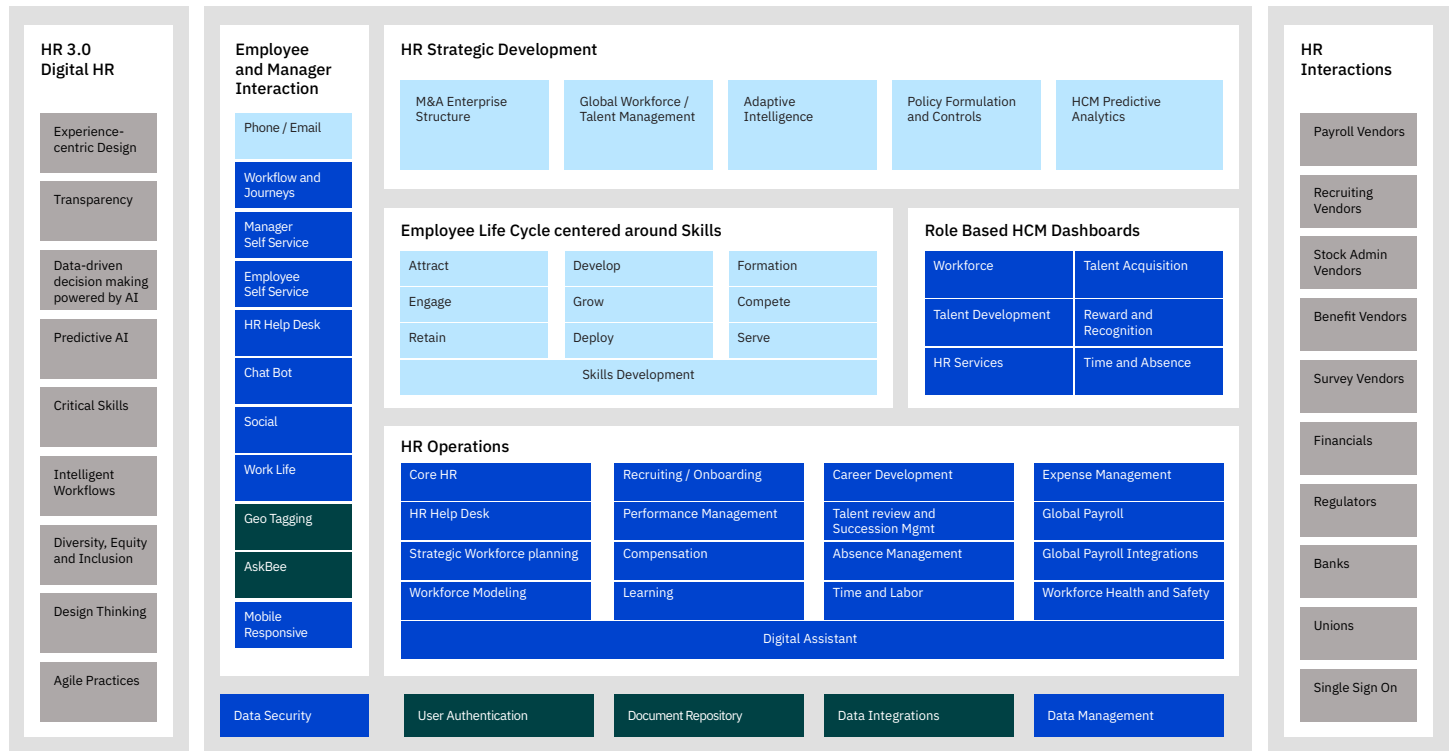 HR 3.0
Digital HR
Experience-
centric Design
Transparency
Data-driven
decision making
powered by AI
Predictive AI
Critical Skills
Intelligent
Workflows
Diversity, Equity
and Inclusion
Design Thinking
Agile Practices
Employee
and Manager
Interaction
Phone / Email
Workflow and
Journeys
Manager
Self Service
Employee
Self Service
HR Help Desk
Chat Bot
Social
Work Life
Geo Tagging
AskBee
Mobile
Responsive
HR Strategic Development
M&A Enterprise
Structure
Global Workforce /
Talent Management
Adaptive
Intelligence
Policy Formulation
and Controls
HCM Predictive
Analytics
Employee Life Cycle centered around Skills
Attract
Develop
Formation
Engage
Grow
Compete
Retain
Deploy
Serve
Skills Development
Role Based HCM Dashboards
Workforce
Talent Acquisition
Talent Development
Reward and
Recognition
HR Services
Time and Absence
HR Operations
Core HR
Recruiting / Onboarding
Career Development
Expense Management
HR Help Desk
Performance Management
Talent review and
Succession Mgmt
Global Payroll
Strategic Workforce planning
Compensation
Absence Management
Global Payroll Integrations
Workforce Modeling
Learning
Time and Labor
Workforce Health and Safety
Digital Assistant
Data Security
User Authentication
Document Repository
Data Integrations
Data Management
HR
Interactions
Payroll Vendors
Recruiting
Vendors
Stock Admin
Vendors
Benefit Vendors
Survey Vendors
Financials
Regulators
Banks
Unions
Single Sign On